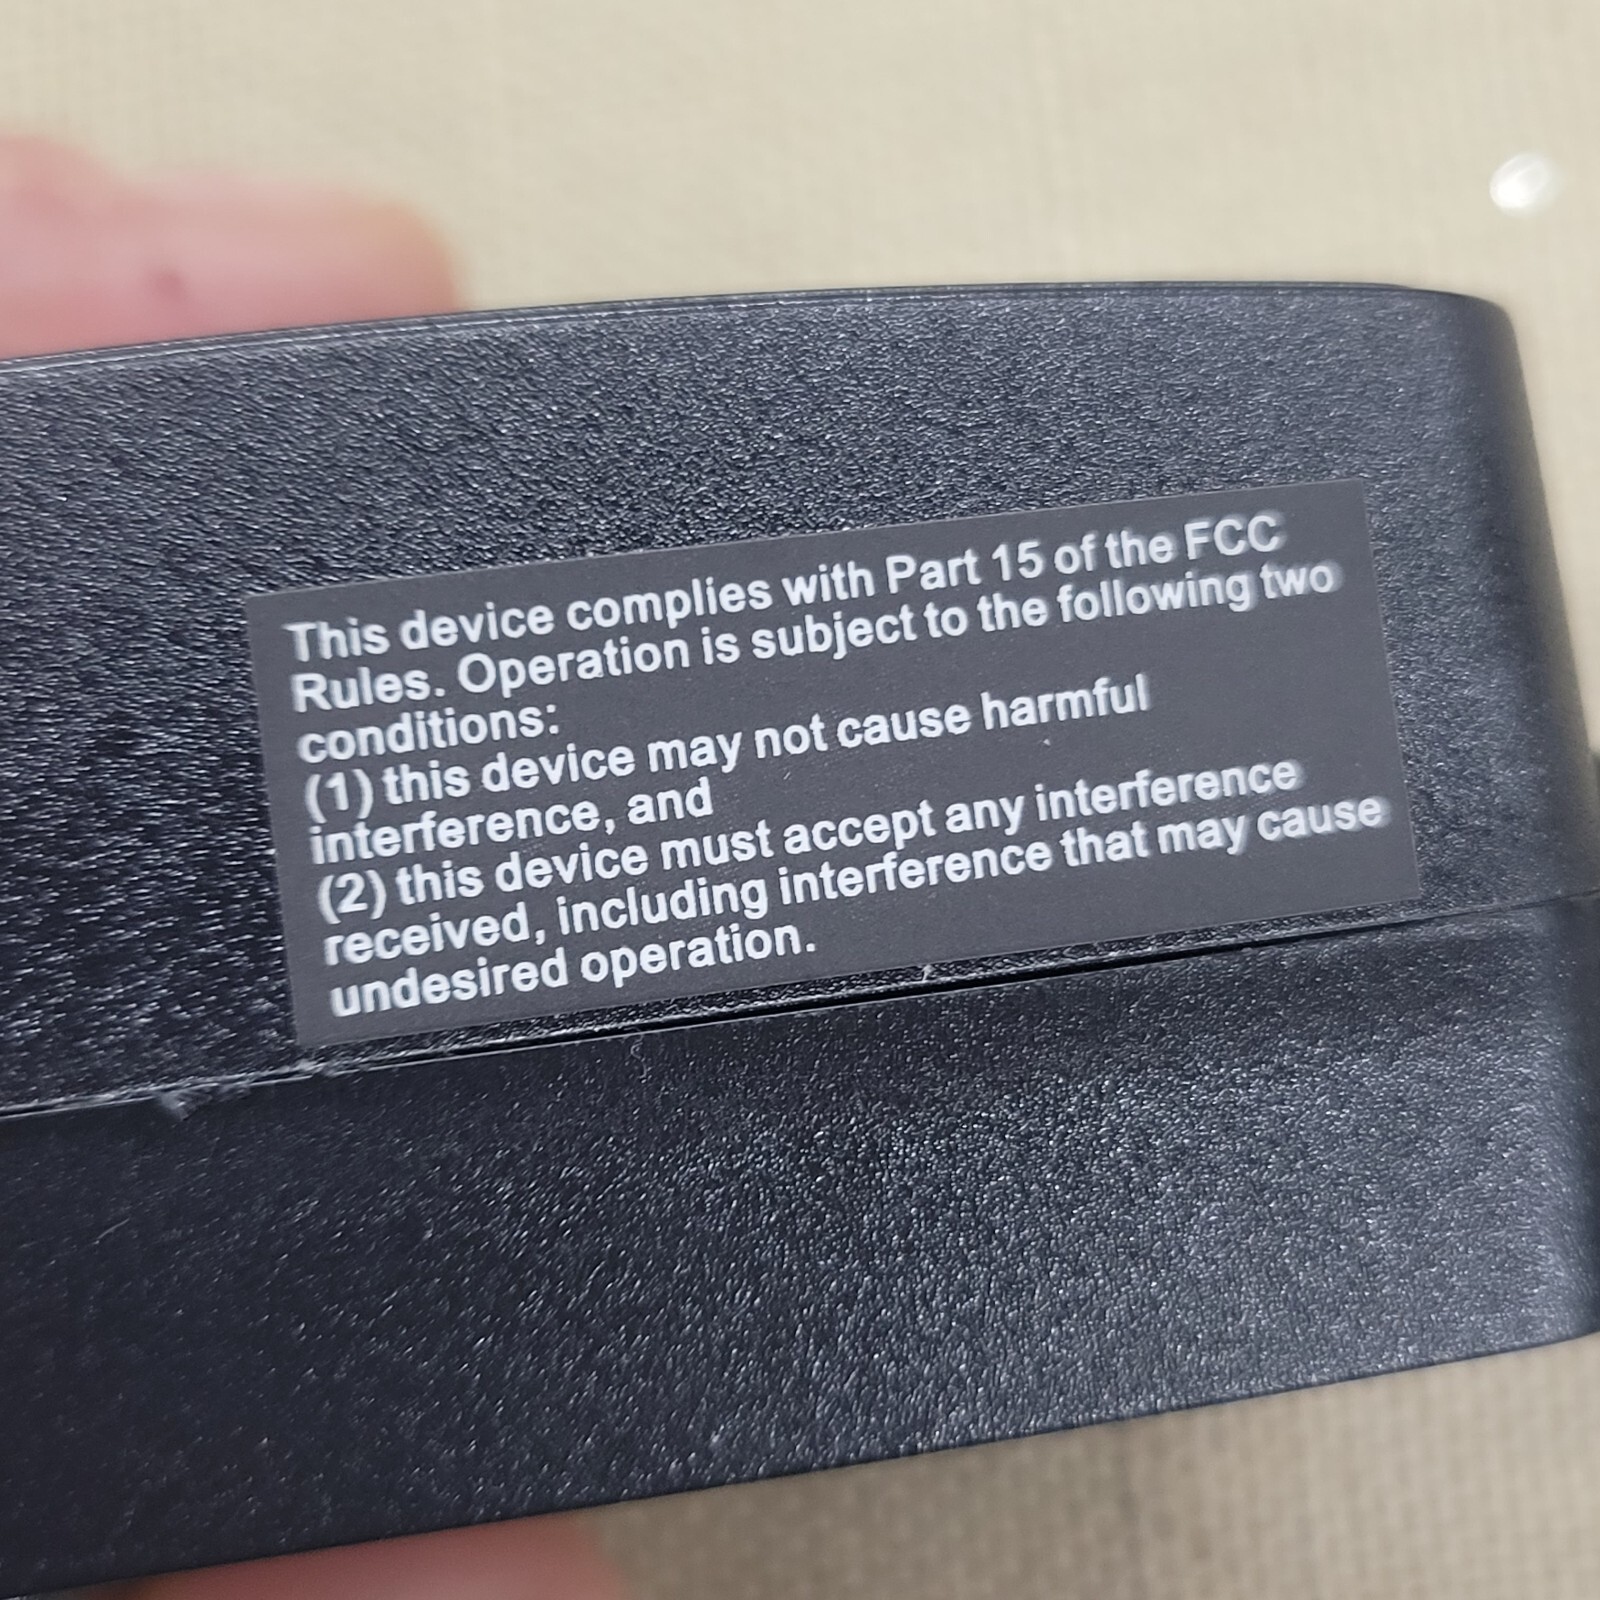 This device complies with Part 15 of the FCC
Rules. Operation is subject to the following two
conditions:
(1) this device may not cause harmful
interference, and
(2) this device must accept any interference
received, including interference that may cause
undesired operation.